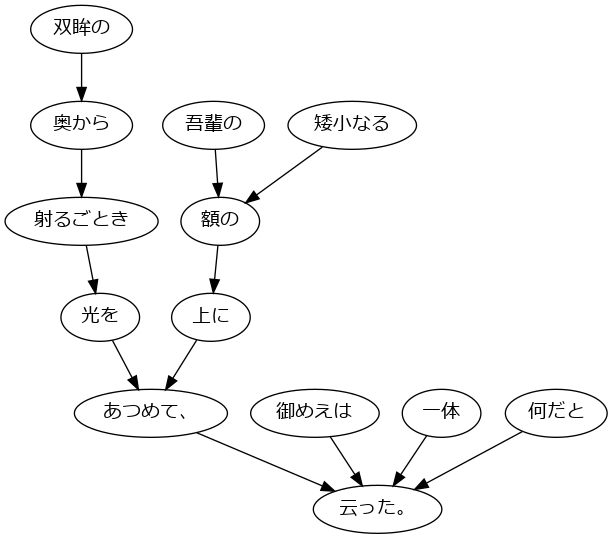 双眸の
奥から
吾輩の
矮小なる
射るごとき
額の
光を
上に
あつめて、
御めえは
一体
何だと
云った。